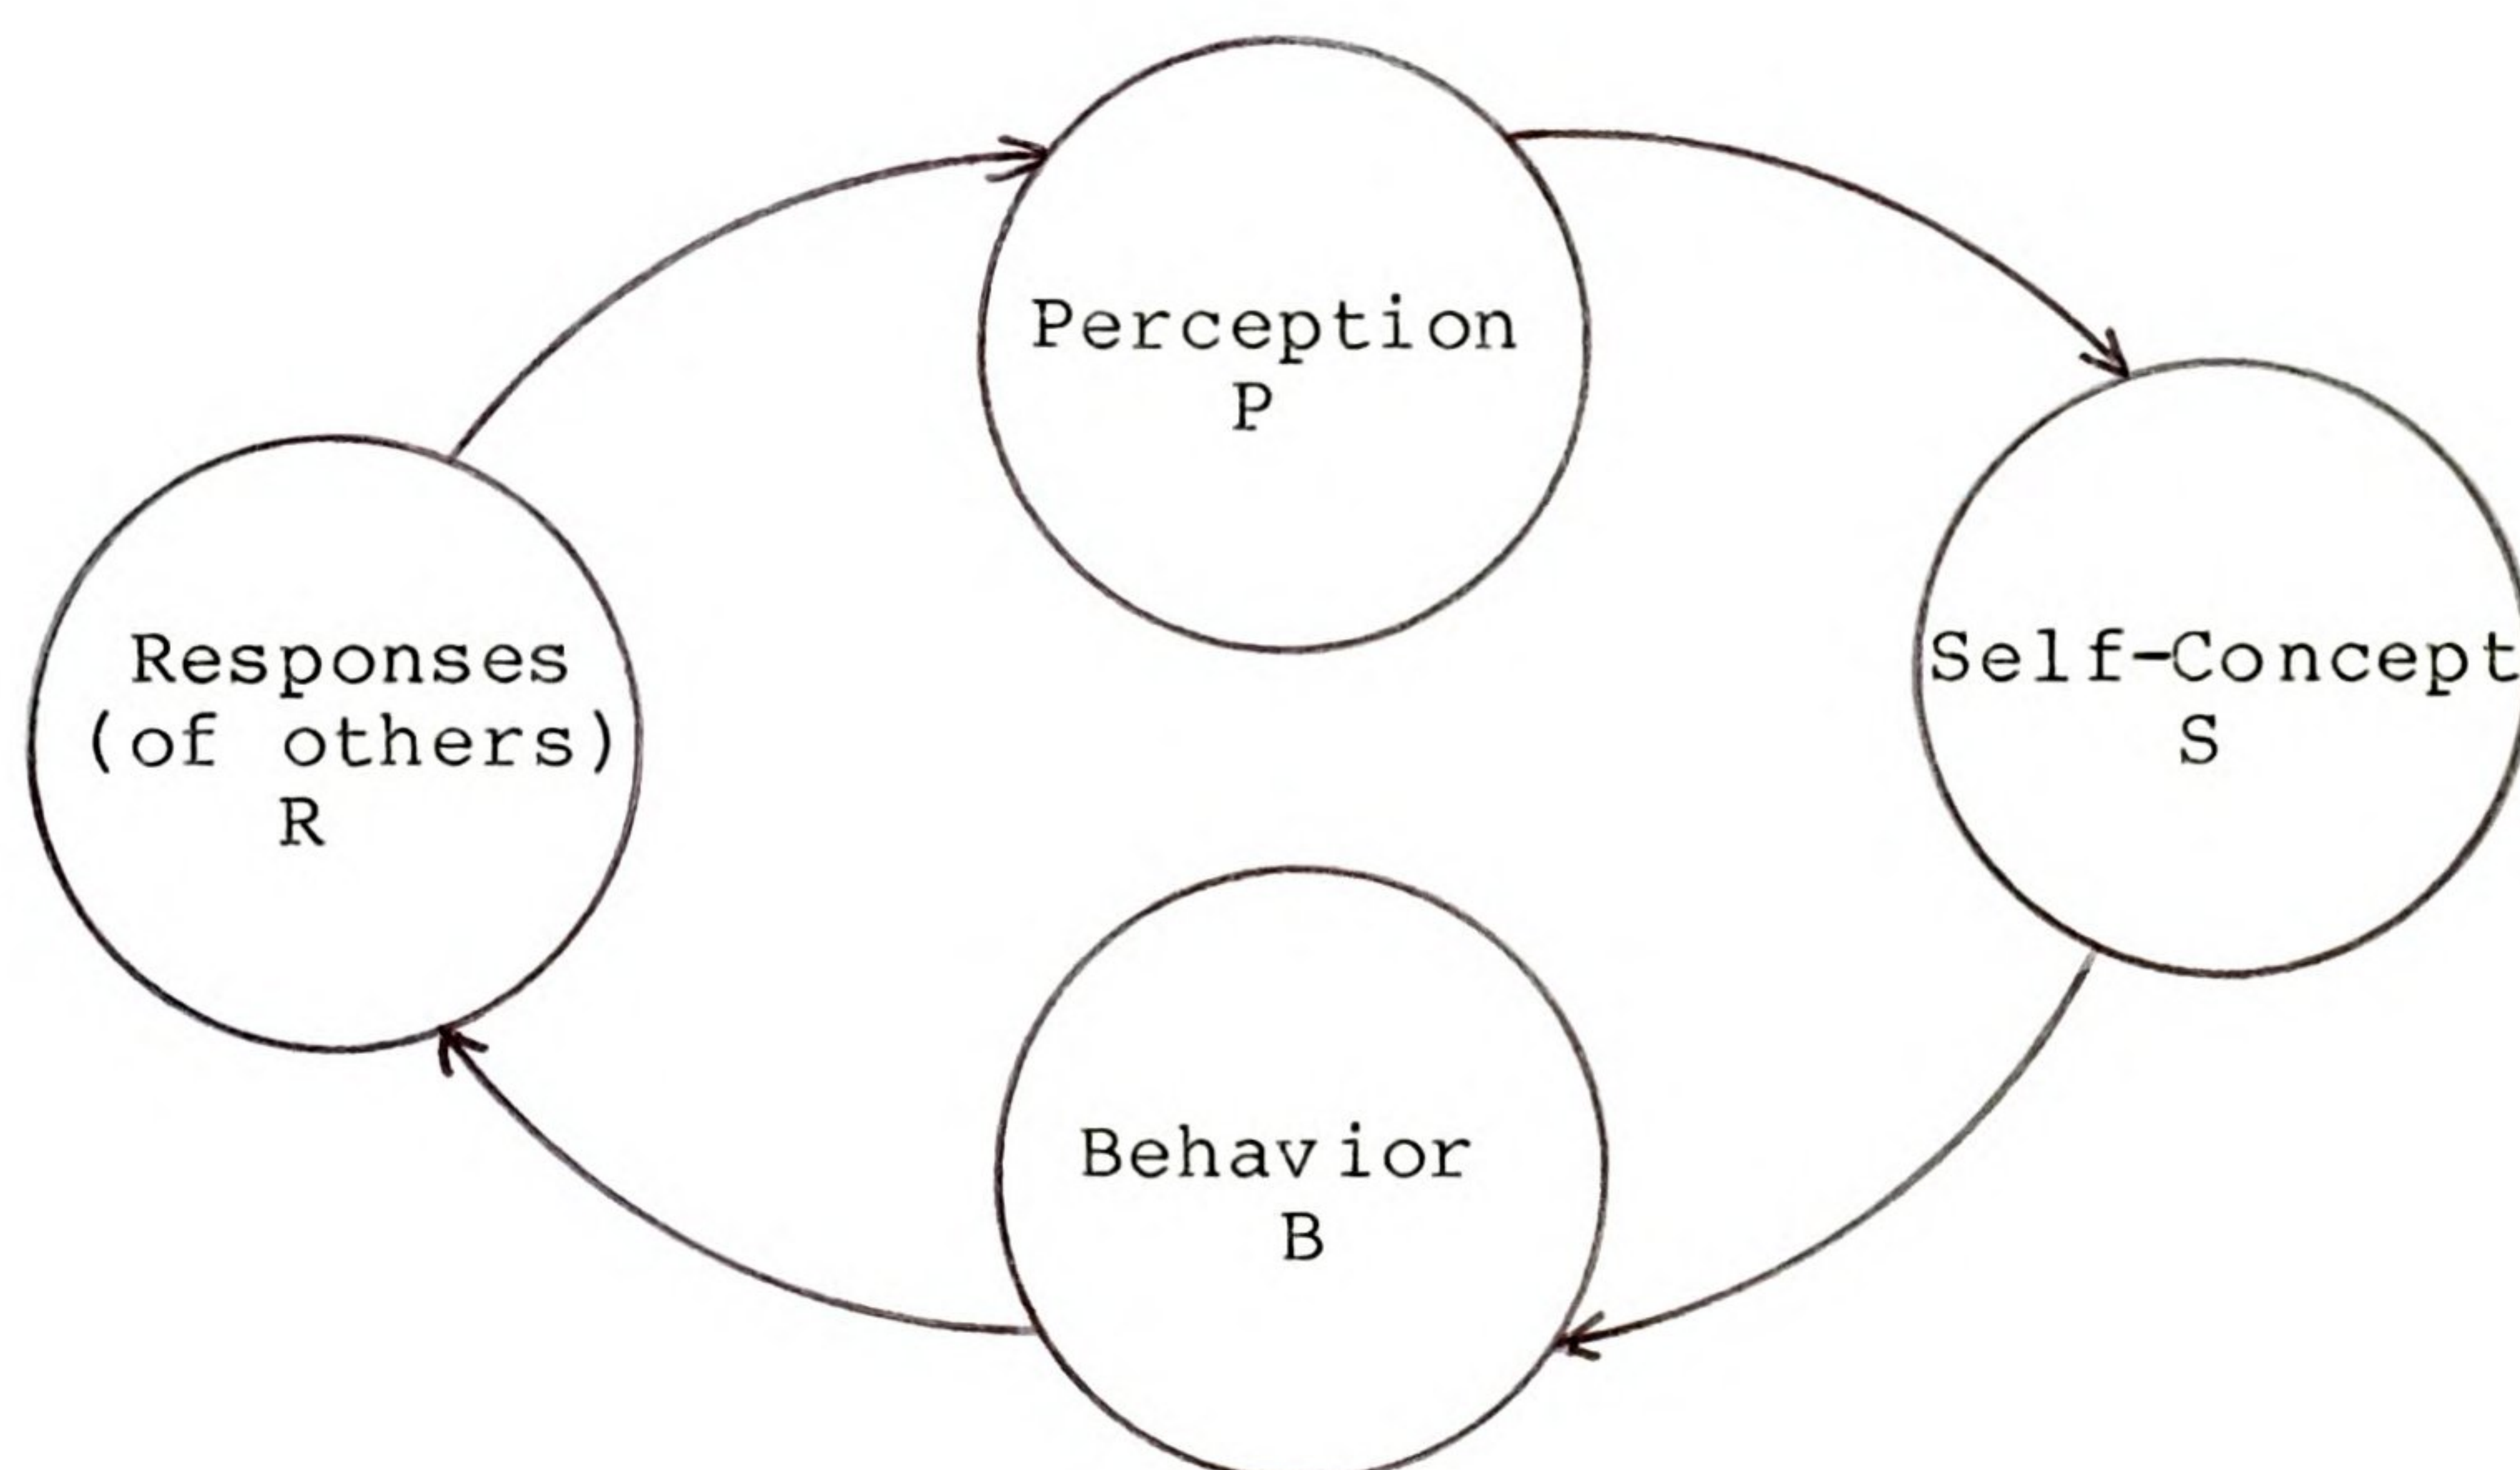 Perception
P
Responses
(of others)
R
Self-Concept
S
Behavior
B